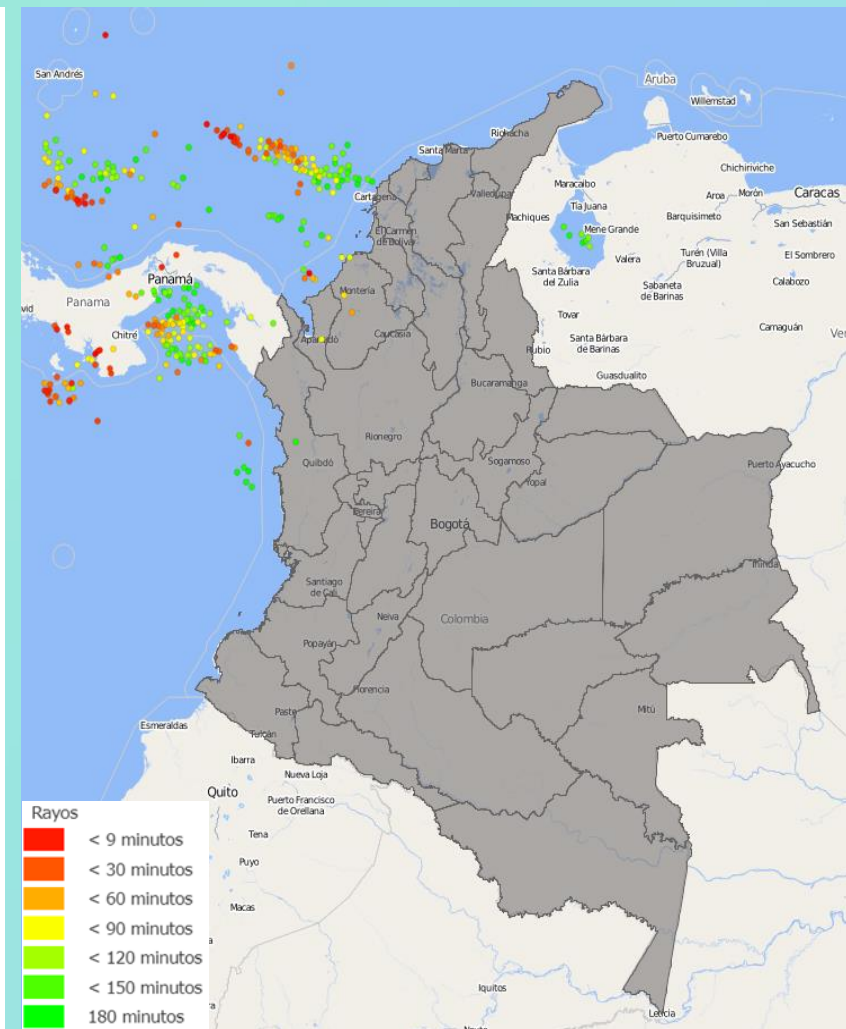 San Andrés
Aruba
Willemstad
Riohacha
Puerto Cumarebo
Santa Marta
Chichiriviche
Maracaibo
Valledupar
Caracas
Cartagena
Aroa
Morón
Tía Juana
Machiques
Barquisimeto
San Sebastián
El Carmen
de Bolívar
Mene Grande
Turén (Villa
Bruzual)
El Sombrero
Valera
Santa Bárbara
del Zulia
Panamá
Sabaneta
de Barinas
Calabozo
Montería
Panama
vid
Tovar
Chitré
Caucasia
Camaguán
Ver
Santa Bárbara
de Barinas
Apartadó
Rubio
Guasdualito
Bucaramanga
Rionegro
Quibdó
Sogamoso
Puerto Ayacucho
Yopal
Pereira
Bogotá
Inírida
Santiago
de Cali
Neiva
Colombia
Popayán
Florencia
Mitú
Pasto
Esmeraldas
Tulcán
Ibarra
Nueva Loja
Quito
Puerto Francisco
de Orellana
Tena
Puyo
Macas
Iquitos
Leticia
Rayos
< 9 minutos
< 30 minutos
< 60 minutos
< 90 minutos
< 120 minutos
< 150 minutos
180 minutos